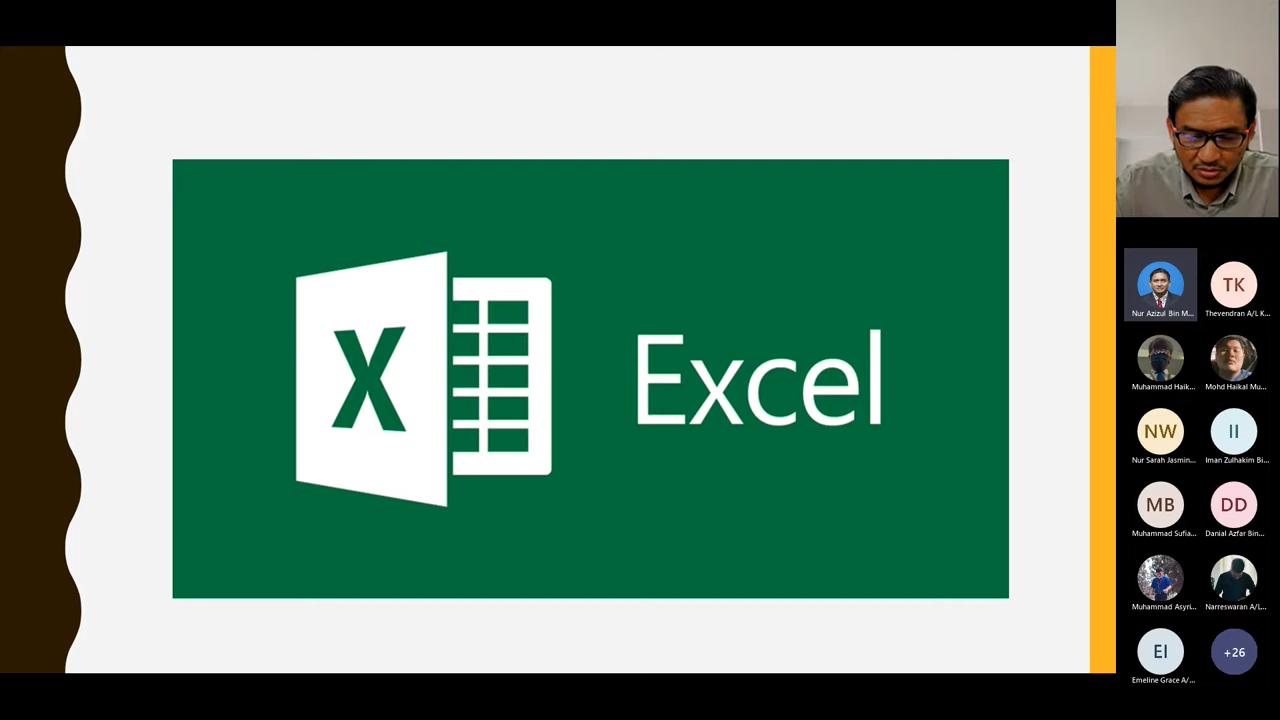 X
Excel
TK
Nur Azizul Bin M...
Thevendran A/L K...
Muhammad Haik...
Mohd Haikal Mu...
NW
II
Nur Sarah Jasmin...
Iman Zulhakim Bi...
MB
DD
Muhammad Sufia...
Danial Azfar Bin...
Muhammad Asyri...
Narreswaran A/L...
EI
+26
Emeline Grace A/...